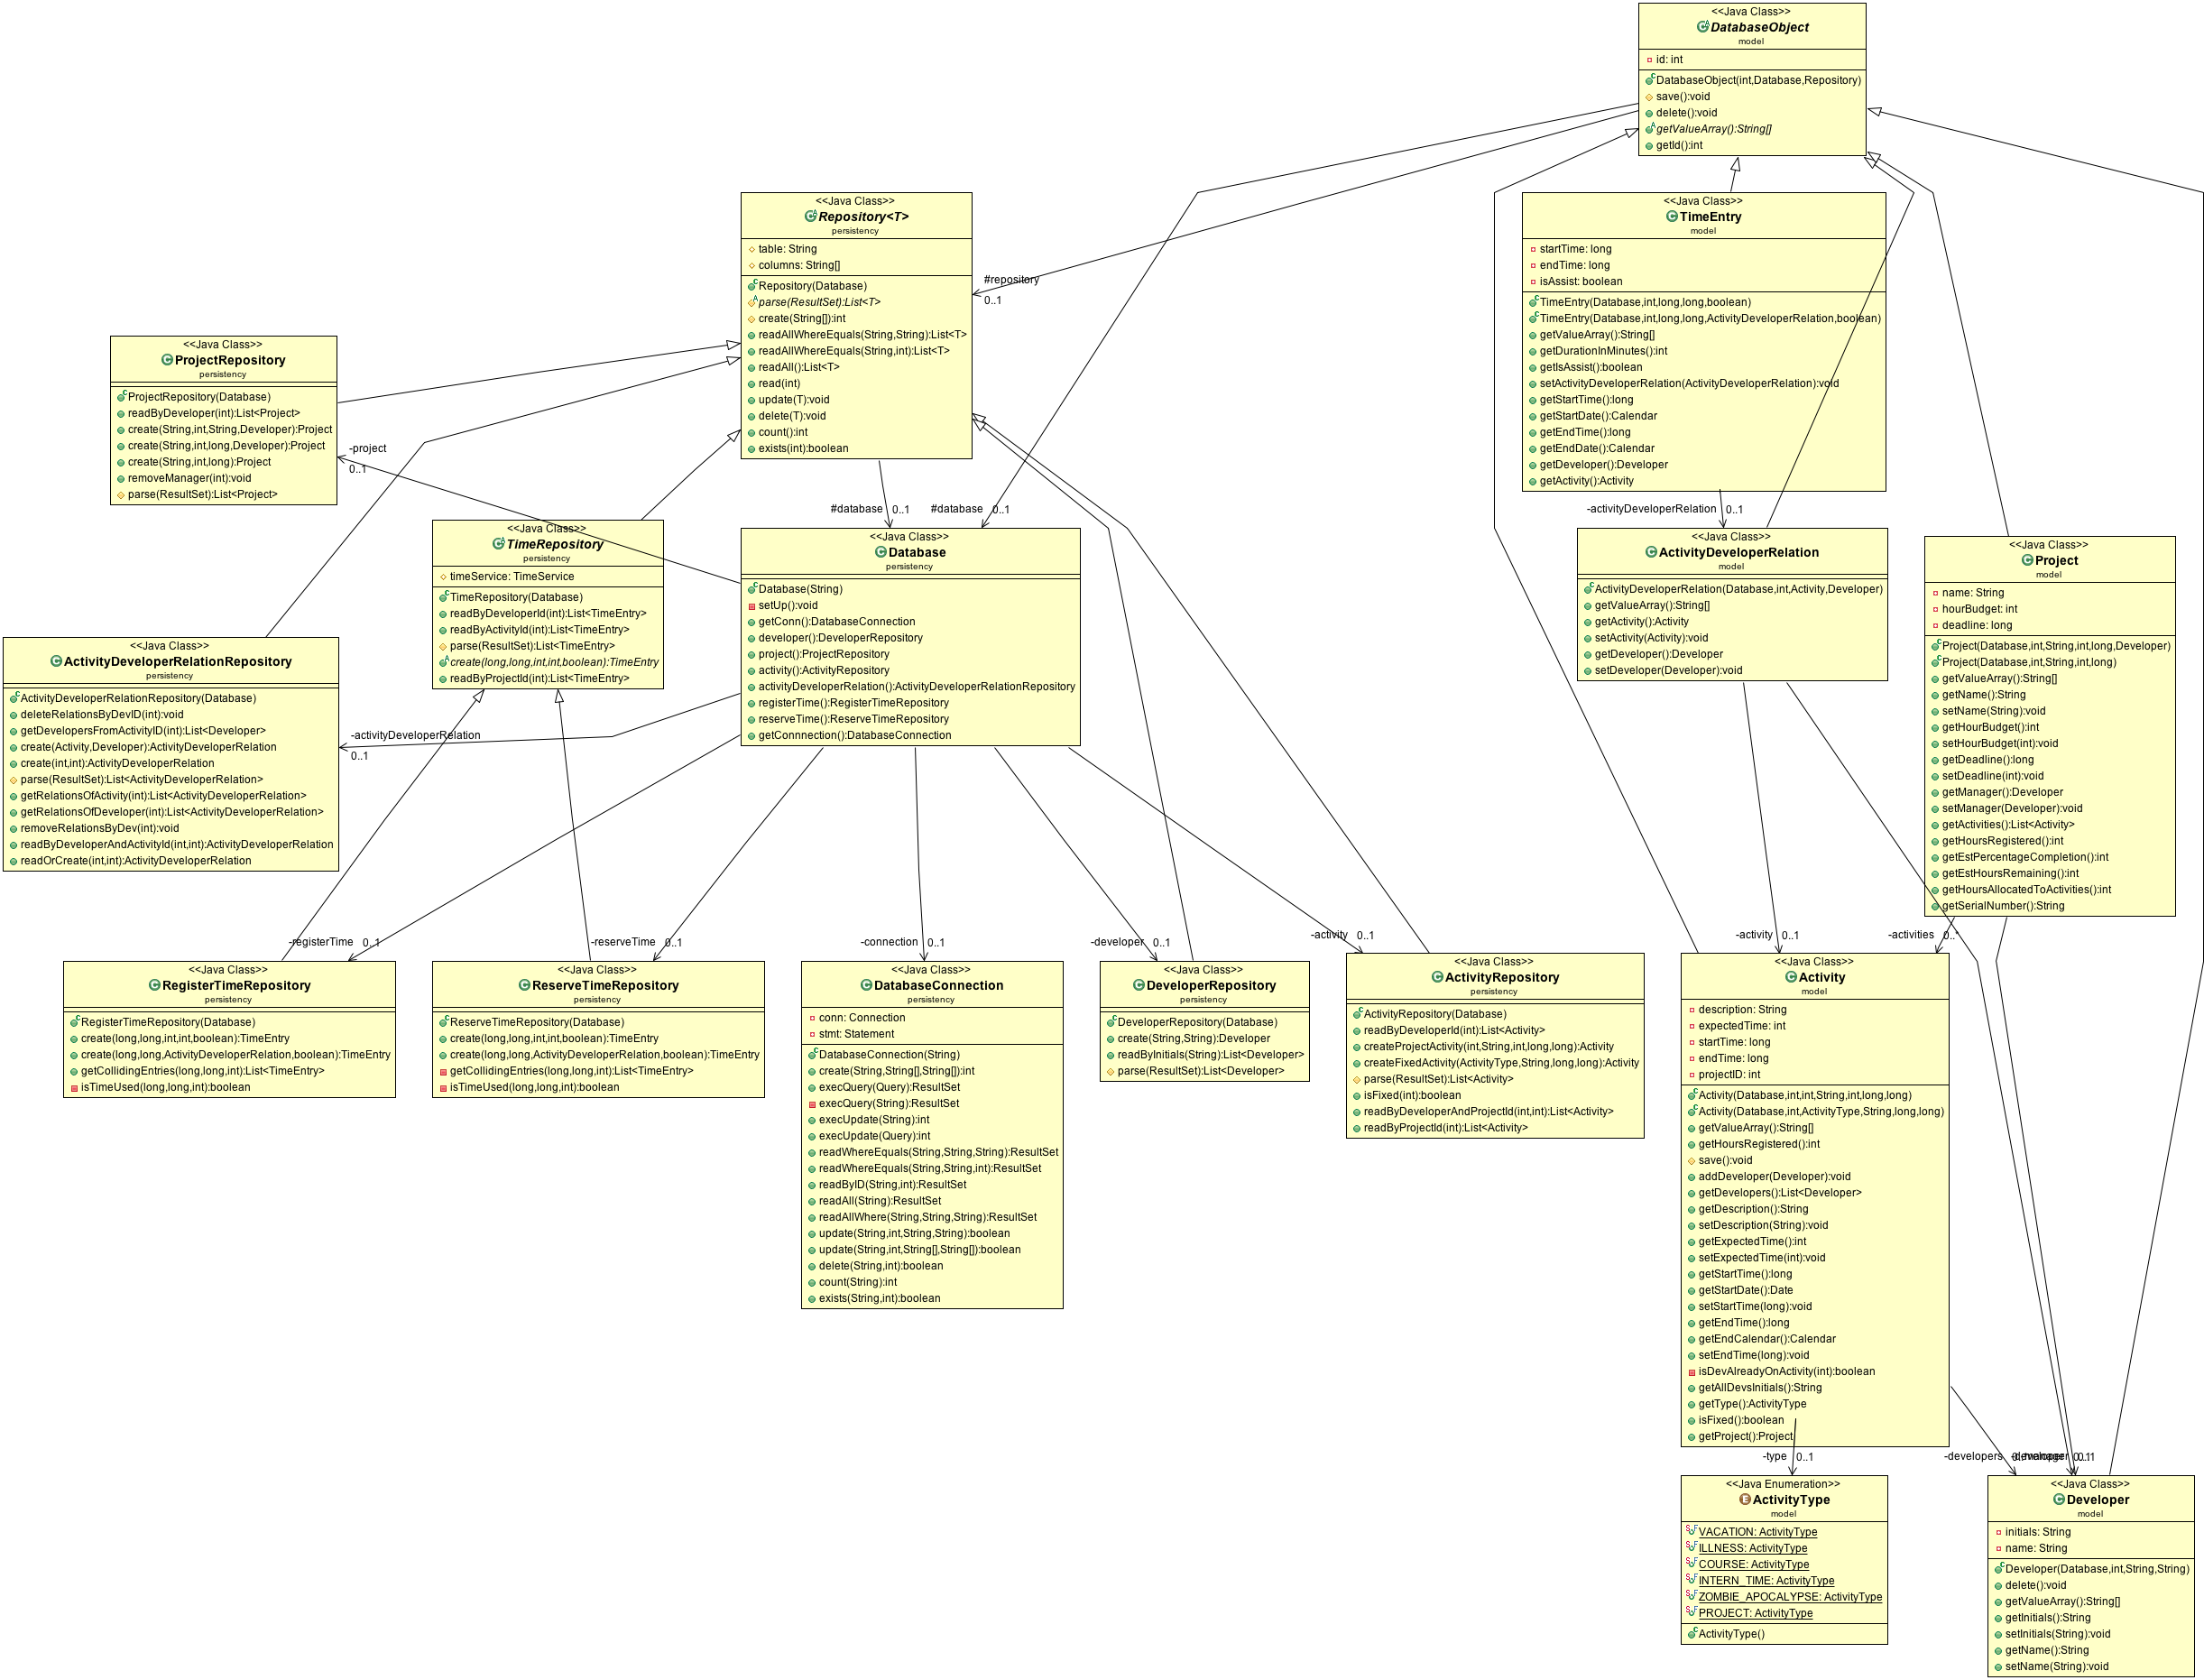 <<Java Class>>
DatabaseObject
model
id: int
DatabaseObject(int,Database,Repository)
save():void
delete():void
getValueArray():String[]
getId():int
<<Java Class>>
Repository<T>
persistency
table: String
columns: String[]
Repository(Database)
parse(ResultSet):List<T>
create(String[]):int
readAllWhereEquals(String,String):List<T>
readAllWhereEquals(String,int):List<T>
readAll():List<T>
read(int)
update(T):void
delete(T):void
count():int
exists(int):boolean
#repository
0..1
<<Java Class>>
TimeEntry
model
startTime: long
endTime: long
isAssist: boolean
TimeEntry(Database,int,long,long,boolean)
TimeEntry(Database,int,long,long,ActivityDeveloperRelation,boolean)
getValueArray():String[]
getDurationInMinutes():int
getIsAssist():boolean
setActivityDeveloperRelation(ActivityDeveloperRelation):void
getStartTime():long
getStartDate():Calendar
getEndTime():long
getEndDate():Calendar
getDeveloper():Developer
getActivity():Activity
<<Java Class>>
ProjectRepository
persistency
ProjectRepository(Database)
readByDeveloper(int):List<Project>
create(String,int,String,Developer):Project
create(String,int,long,Developer):Project
create(String,int,long):Project
removeManager(int):void
parse(ResultSet):List<Project>
-project
0..1
#database
0..1
#database
0..1
-activityDeveloperRelation
0..1
<<Java Class>>
TimeRepository
persistency
timeService: TimeService
TimeRepository(Database)
readByDeveloperId(int):List<TimeEntry>
readByActivityId(int):List<TimeEntry>
parse(ResultSet):List<TimeEntry>
create(long,long,int,int,boolean):TimeEntry
readByProjectId(int):List<TimeEntry>
<<Java Class>>
Database
persistency
Database(String)
setUp():void
getConn():DatabaseConnection
developer():DeveloperRepository
project():ProjectRepository
activity():ActivityRepository
activityDeveloperRelation():ActivityDeveloperRelationRepository
registerTime():RegisterTimeRepository
reserveTime():ReserveTimeRepository
getConnnection():DatabaseConnection
<<Java Class>>
ActivityDeveloperRelation
model
ActivityDeveloperRelation(Database,int,Activity,Developer)
getValueArray():String[]
getActivity():Activity
setActivity(Activity):void
getDeveloper():Developer
setDeveloper(Developer):void
<<Java Class>>
Project
model
name: String
hourBudget: int
deadline: long
Project(Database,int,String,int,long,Developer)
Project(Database,int,String,int,long)
getValueArray():String[]
getName():String
setName(String):void
getHourBudget():int
setHourBudget(int):void
getDeadline():long
setDeadline(int):void
getManager():Developer
setManager(Developer):void
getActivities():List<Activity>
getHoursRegistered():int
getEstPercentageCompletion():int
getEstHoursRemaining():int
getHoursAllocatedToActivities():int
getSerialNumber():String
<<Java Class>>
ActivityDeveloperRelationRepository
persistency
ActivityDeveloperRelationRepository(Database)
deleteRelationsByDevID(int):void
getDevelopersFromActivityID(int):List<Developer>
create(Activity,Developer):ActivityDeveloperRelation
create(int,int):ActivityDeveloperRelation
parse(ResultSet):List<ActivityDeveloperRelation>
getRelationsOfActivity(int):List<ActivityDeveloperRelation>
getRelationsOfDeveloper(int):List<ActivityDeveloperRelation>
removeRelationsByDev(int):void
readByDeveloperAndActivityId(int,int):ActivityDeveloperRelation
readOrCreate(int,int):ActivityDeveloperRelation
-activityDeveloperRelation
0..1
-registerTime
0..1
-reserveTime
0..1
-connection
0..1
-developer
0..1
-activity
0..1
-activity
0..1
-activities
0..*
<<Java Class>>
RegisterTimeRepository
persistency
RegisterTimeRepository(Database)
create(long,long,int,int,boolean):TimeEntry
create(long,long,ActivityDeveloperRelation,boolean):TimeEntry
getCollidingEntries(long,long,int):List<TimeEntry>
isTimeUsed(long,long,int):boolean
<<Java Class>>
ReserveTimeRepository
persistency
ReserveTimeRepository(Database)
create(long,long,int,int,boolean):TimeEntry
create(long,long,ActivityDeveloperRelation,boolean):TimeEntry
getCollidingEntries(long,long,int):List<TimeEntry>
isTimeUsed(long,long,int):boolean
<<Java Class>>
DatabaseConnection
persistency
conn: Connection
stmt: Statement
DatabaseConnection(String)
create(String,String[],String[]):int
execQuery(Query):ResultSet
execQuery(String):ResultSet
execUpdate(String):int
execUpdate(Query):int
readWhereEquals(String,String,String):ResultSet
readWhereEquals(String,String,int):ResultSet
readByID(String,int):ResultSet
readAll(String):ResultSet
readAllWhere(String,String,String):ResultSet
update(String,int,String,String):boolean
update(String,int,String[],String[]):boolean
delete(String,int):boolean
count(String):int
exists(String,int):boolean
<<Java Class>>
DeveloperRepository
persistency
DeveloperRepository(Database)
create(String,String):Developer
readByInitials(String):List<Developer>
parse(ResultSet):List<Developer>
<<Java Class>>
ActivityRepository
persistency
ActivityRepository(Database)
readByDeveloperId(int):List<Activity>
createProjectActivity(int,String,int,long,long):Activity
createFixedActivity(ActivityType,String,long,long):Activity
parse(ResultSet):List<Activity>
isFixed(int):boolean
readByDeveloperAndProjectId(int,int):List<Activity>
readByProjectId(int):List<Activity>
<<Java Class>>
Activity
model
description: String
expectedTime: int
startTime: long
endTime: long
projectID: int
Activity(Database,int,int,String,int,long,long)
Activity(Database,int,ActivityType,String,long,long)
getValueArray():String[]
getHoursRegistered():int
save():void
addDeveloper(Developer):void
getDevelopers():List<Developer>
getDescription():String
setDescription(String):void
getExpectedTime():int
setExpectedTime(int):void
getStartTime():long
getStartDate():Date
setStartTime(long):void
getEndTime():long
getEndCalendar():Calendar
setEndTime(long):void
isDevAlreadyOnActivity(int):boolean
getAllDevsInitials():String
getType():ActivityType
isFixed():boolean
getProject():Project
-type
0..1
-developers
<<Java Enumeration>>
ActivityType
model
VACATION: ActivityType
ILLNESS: ActivityType
COURSE: ActivityType
INTERN_TIME: ActivityType
ZOMBIE_APOCALYPSE: ActivityType
PROJECT: ActivityType
ActivityType()
<<Java Class>>
Developer
model
initials: String
name: String
Developer(Database,int,String,String)
delete():void
getValueArray():String[]
getInitials():String
setInitials(String):void
getName():String
setName(String):void